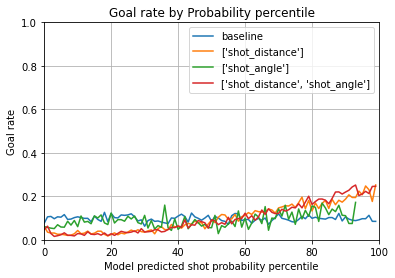 Goal rate by Probability percentile
1.0
0.8
0.6
0.4
0.2
0.0
Goal rate
baseline
['shot_distance']
['shot_angle']
['shot_distance', 'shot_angle']
0 20 40 60 80 100
Model predicted shot probability percentile